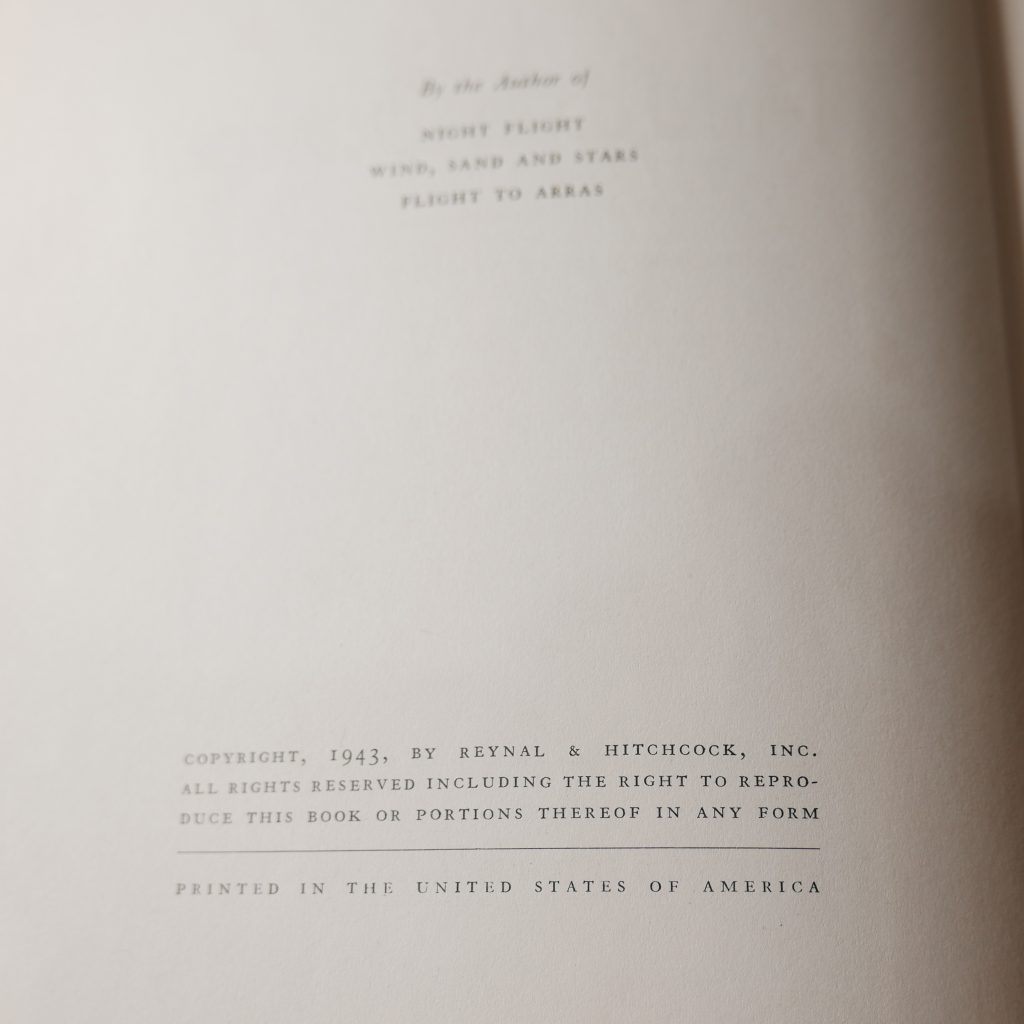 By the Author of
NIGHT FLIGHT
WIND, SAND AND STARS
FLIGHT TO ARRAS
COPYRIGHT, 1943, BY REYNAL & HITCHCOCK, INC.
ALL RIGHTS RESERVED INCLUDING THE RIGHT TO REPRO-
DUCE THIS BOOK OR PORTIONS THEREOF IN ANY FORM
PRINTED IN THE UNITED STATES OF AMERICA